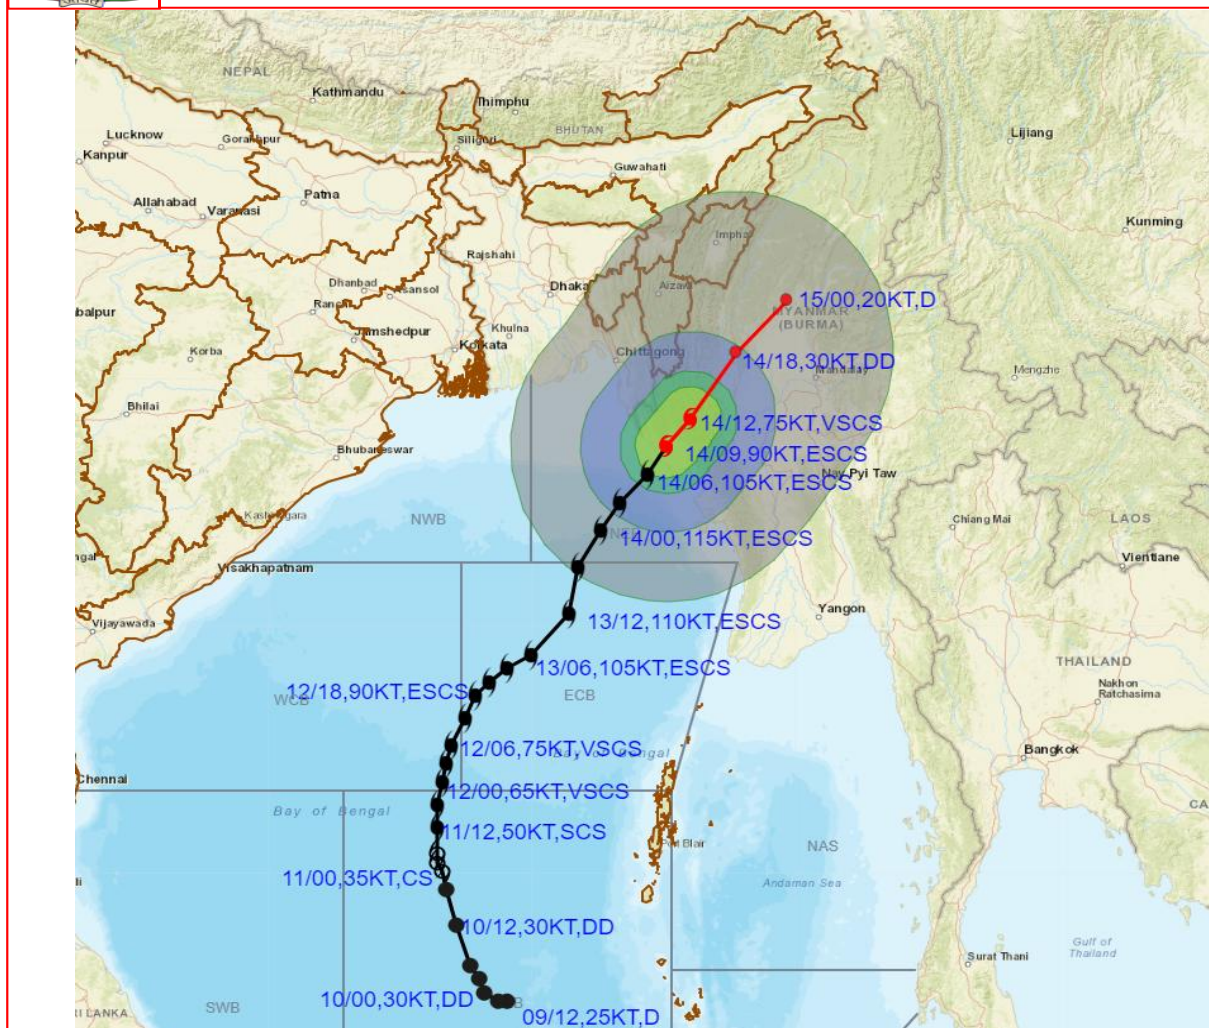 NEPAL
Kathmandu
Thimphu
BHUTAN
Lijiang
Lucknow
Kanpur
Siliguri
Guwahati
Patna
Allahabad
Varanasi
Kunming
Rajshahi
Impha
Dhanbad
Asansol
Dhaka
Aizawl
15/00,20KT,D
MYANMAR
(BURMA)
Jamshedpur
Khulna
Kolkata
Korba
Chittagong
14/18,30KT,DD
Mandalay
Mengzhe
Bhilai
14/12,75KT,VSCS
Bhubaneswar
14/09,90KT,ESCS
Nay Pyi Taw
14/06,105KT,ESCS
NWB
Chiang Mai
LAOS
14/00,115KT,ESCS
Visakhapatnam
Vientiane
Yangon
Vijayawada
13/12,110KT,ESCS
13/06,105KT,ESCS
THAILAND
12/18,90KT,ESCS
WCB
ECB
Nakhon
Ratchasima
12/06,75KT,VSCS
Bay of Bengal
Bangkok
Chennai
12/00,65KT,VSCS
Bay of Bengal
11/12,50KT,SCS
Port Blair
NAS
11/00,35KT,CS
Andaman Sea
10/12,30KT,DD
Gulf of
Thailand
Surat Thani
10/00,30KT,DD
SWB
RI LANKA
09/12,25KT,D